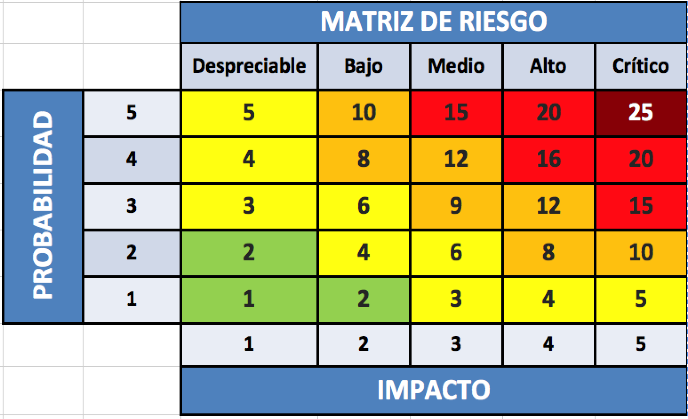 MATRIZ DE RIESGO
Despreciable Bajo Medio Alto Crítico
PROBABILIDAD
5 5 10 15 20 25
4 4 8 12 16 20
3 3 6 9 12 15
2 2 4 6 8 10
1 1 2 3 4 5
1 2 3 4 5
IMPACTO